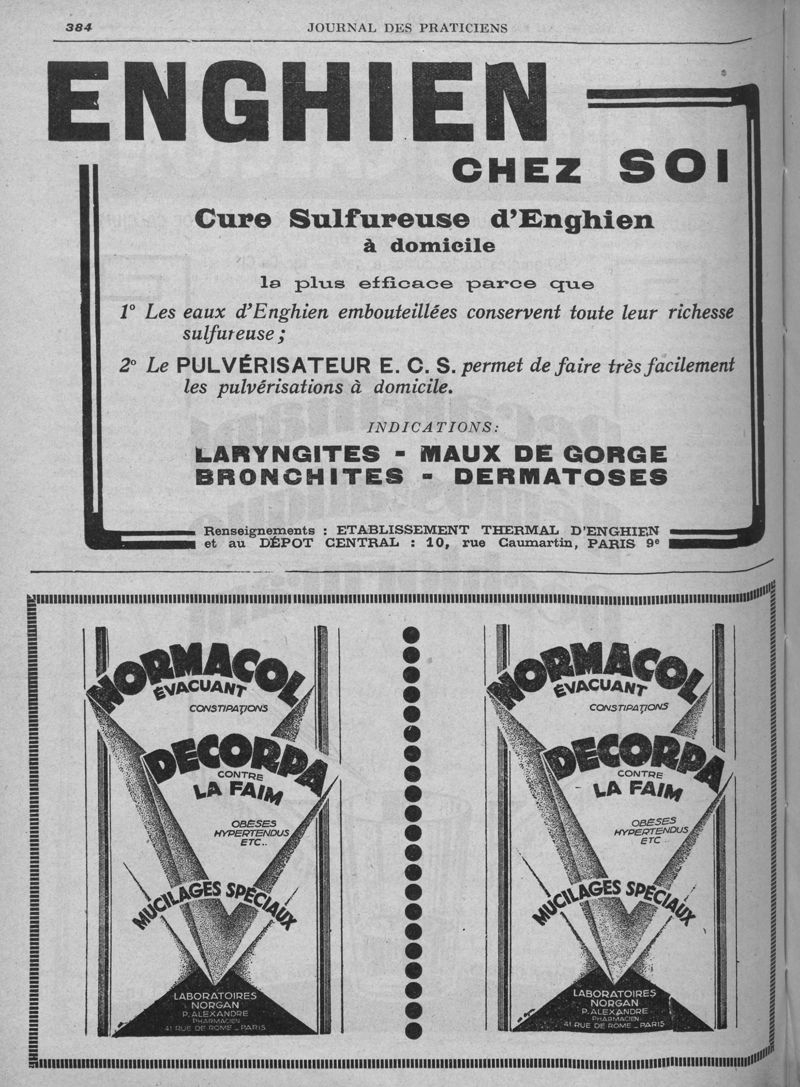 384
JOURNAL DES PRATICIENS
ENGHIEN
CHEZ SOI
Cure Sulfureuse d'Enghien
à domicile
la plus efficace parce que
1° Les eaux d'Enghien embouteillées conservent toute leur richesse
sulfureuse ;
2° Le PULVÉRISATEUR E. C. S. permet de faire très facilement
les pulvérisations à domicile.
INDICATIONS:
LARYNGITES - MAUX DE GORGE
BRONCHITES - DERMATOSES
Renseignements : ETABLISSEMENT THERMAL D'ENGHIEN
et au DÉPOT CENTRAL : 10, rue Caumartin, PARIS 9e
NORMACOL
ÉVACUANT
CONSTIPATIONS
DECORPA
CONTRE
LA FAIM
OBÈSES
HYPERTENDUS
ETC..
MUCILAGES SPÉCIAUX
LABORATOIRES
NORGAN
P. ALEXANDRE
PHARMACIEN
41 RUE DE ROME _ PARIS
NORMACOL
ÉVACUANT
CONSTIPATIONS
DECORPA
CONTRE
LA FAIM
OBÈSES
HYPERTENDUS
ETC..
MUCILAGES SPÉCIAUX
LABORATOIRES
NORGAN
P. ALEXANDRE
PHARMACIEN
41 RUE DE ROME _ PARIS